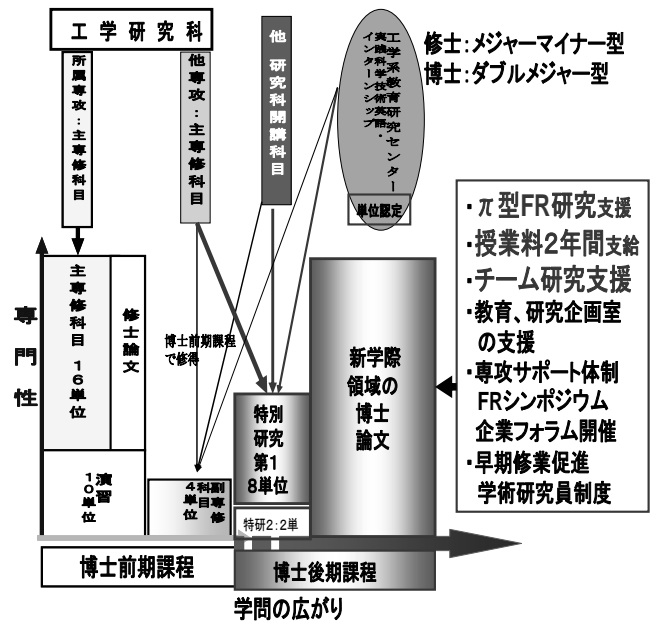 工学研究科
所属専攻：主専修科目
他専攻：主専修科目
他 研究科開講科目
工学系教育研究センター
実践科学技術英語・
インターンシップ
単位認定
修士：メジャーマイナー型
博士：ダブルメジャー型
・π型FR研究支援
・授業料2年間支給
・チーム研究支援
・教育、研究企画室
の支援
・専攻サポート体制
FRシンポジウム
企業フォーラム開催
・早期修業促進
学術研究員制度
専門性
主専修科目 16単位
修士論文
演習
10単位
博士前期課程
で修得
副専修
科目
4単位
特別
研究
第1
8単位
特研2：2単
新学際
領域の
博士
論文
博士前期課程
博士後期課程
学問の広がり